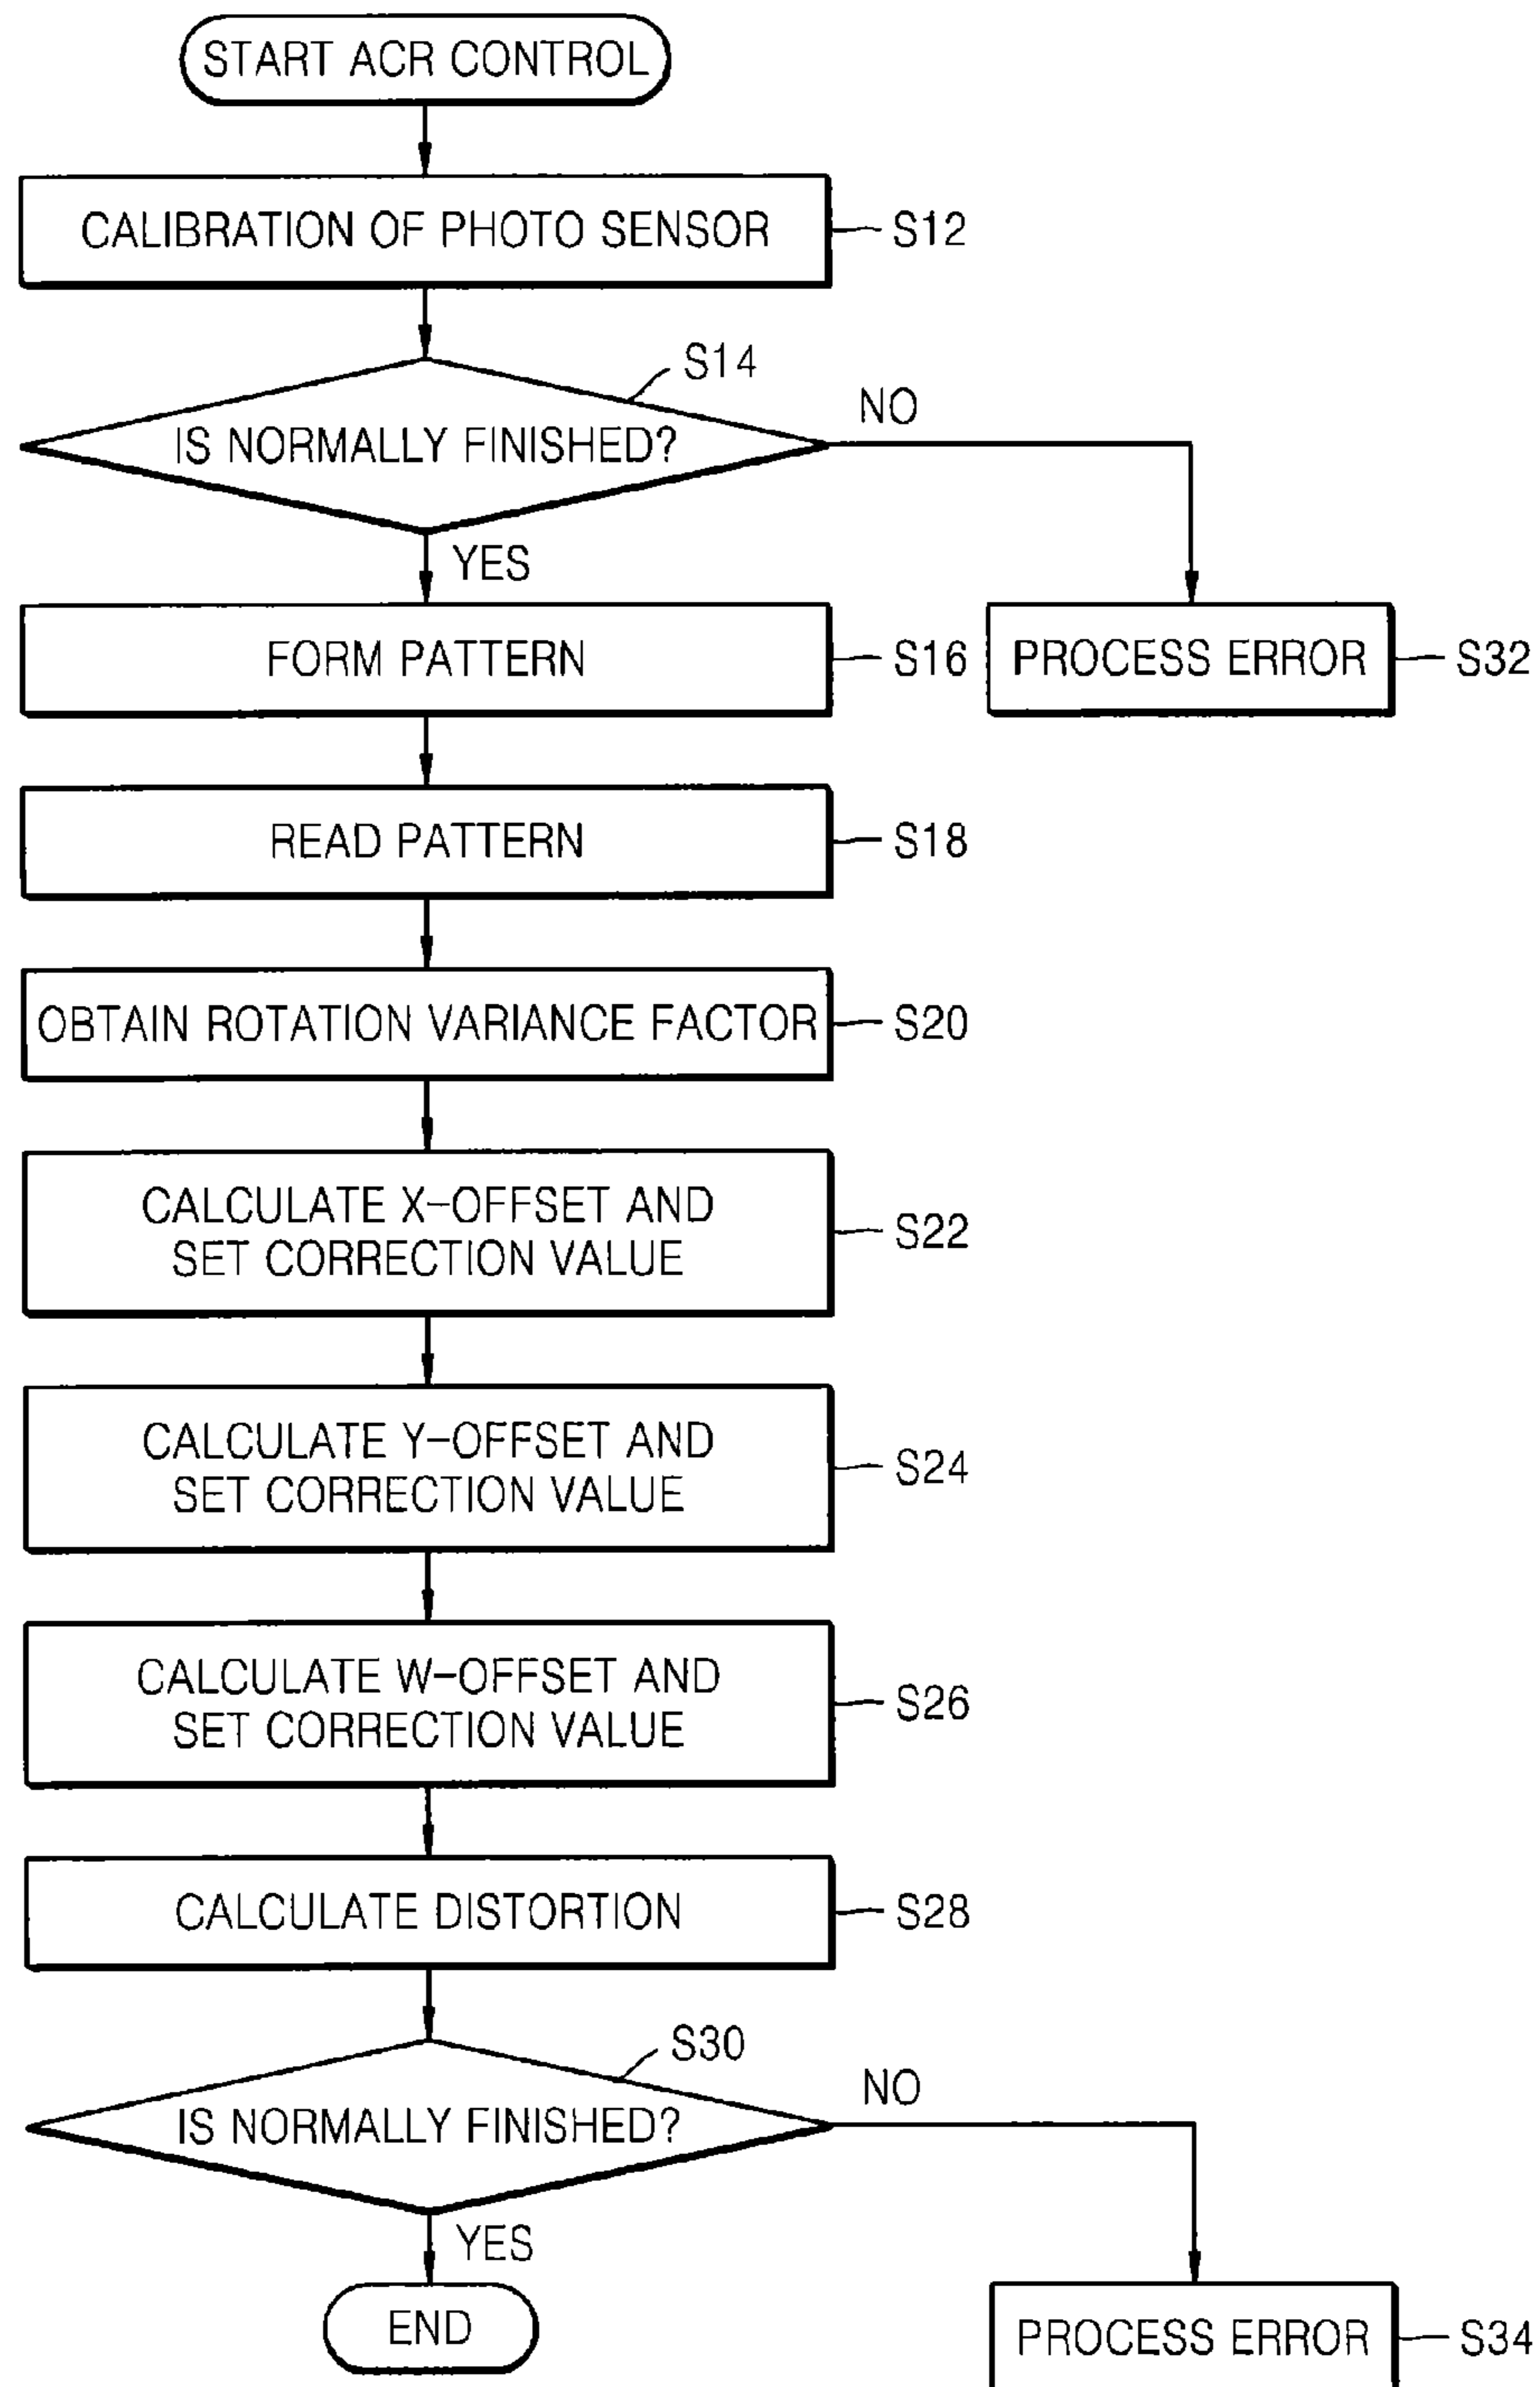 START ACR CONTROL
CALIBRATION OF PHOTO SENSOR
S12
S14
IS NORMALLY FINISHED?
NO
YES
FORM PATTERN
S16
PROCESS ERROR
S32
READ PATTERN
S18
OBTAIN ROTATION VARIANCE FACTOR
S20
CALCULATE X-OFFSET AND
SET CORRECTION VALUE
S22
CALCULATE Y-OFFSET AND
SET CORRECTION VALUE
S24
CALCULATE W-OFFSET AND
SET CORRECTION VALUE
S26
CALCULATE DISTORTION
S28
S30
IS NORMALLY FINISHED?
NO
YES
END
PROCESS ERROR
S34